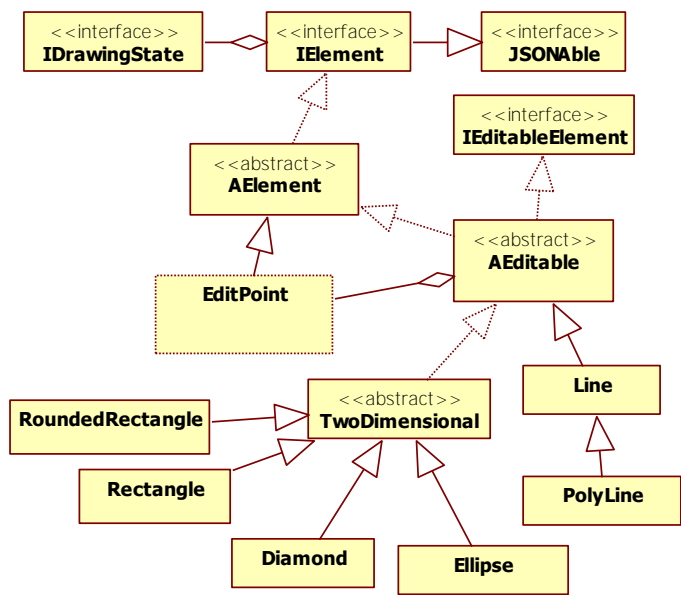 <<interface>>
IDrawingState
<<interface>>
IElement
<<interface>>
JSONAble
<<interface>>
IEditableElement
<<abstract>>
AElement
<<abstract>>
AEditable
EditPoint
Line
<<abstract>>
TwoDimensional
RoundedRectangle
Rectangle
PolyLine
Diamond
Ellipse